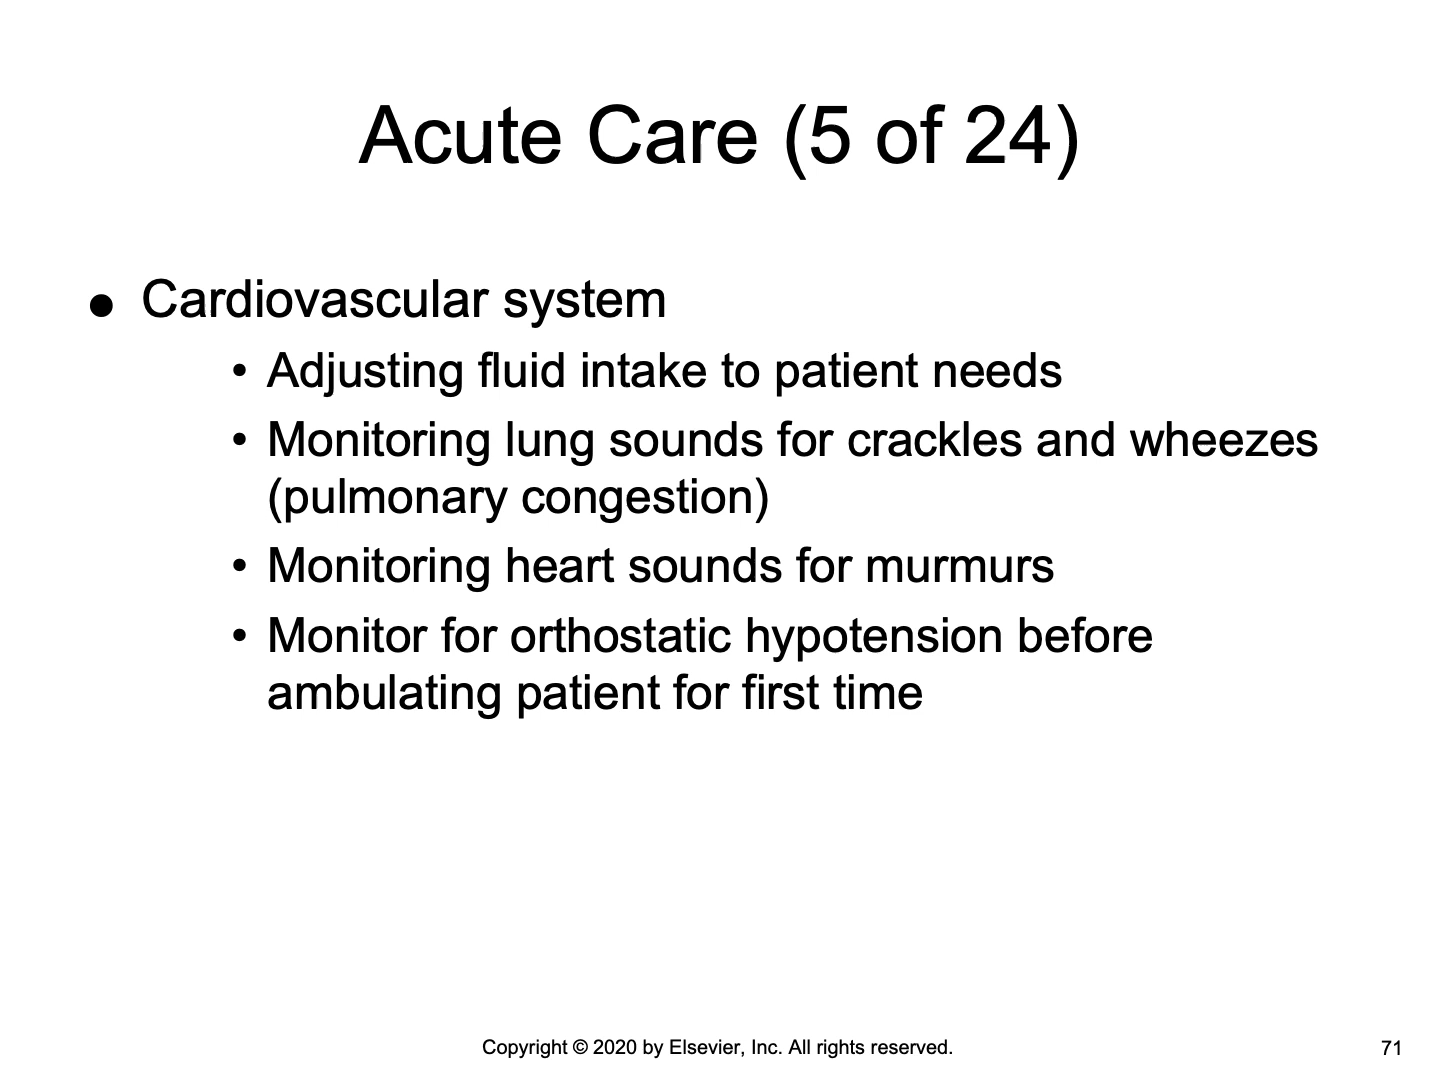 Acute Care (5 of 24)
● Cardiovascular system
• Adjusting fluid intake to patient needs
• Monitoring lung sounds for crackles and wheezes
(pulmonary congestion)
• Monitoring heart sounds for murmurs
• Monitor for orthostatic hypotension before
ambulating patient for first time
Copyright © 2020 by Elsevier, Inc. All rights reserved.
71